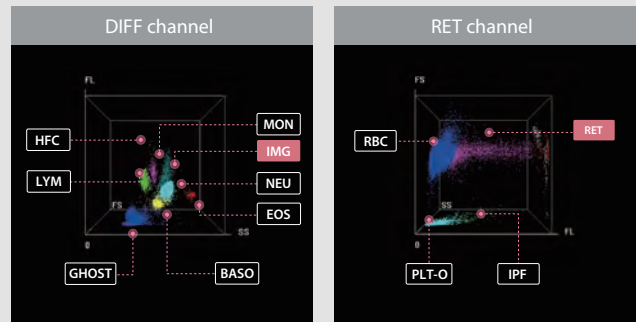 DIFF channel
FL
HFC
MON
IMG
LYM
NEU
FS
EOS
SS
0
GHOST
BASO
RET channel
FS
RBC
RET
SS
0
FL
PLT-O
IPF